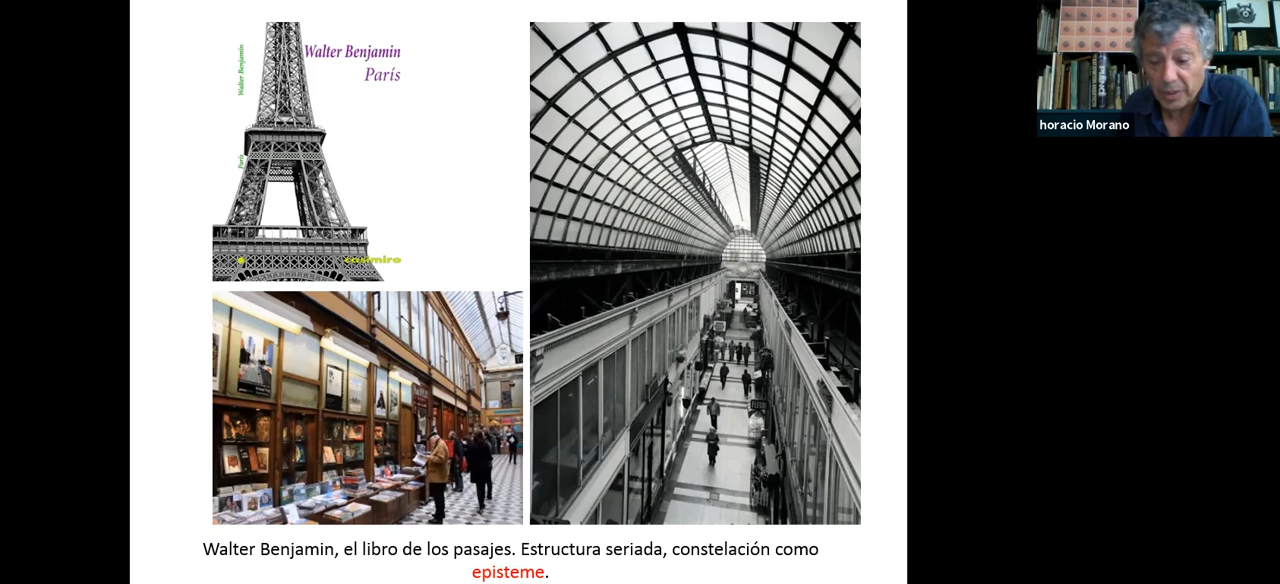 Walter Benjamin
París
Walter Benjamin
París
casimiro
horacio Morano
Walter Benjamin, el libro de los pasajes. Estructura seriada, constelación como
episteme.